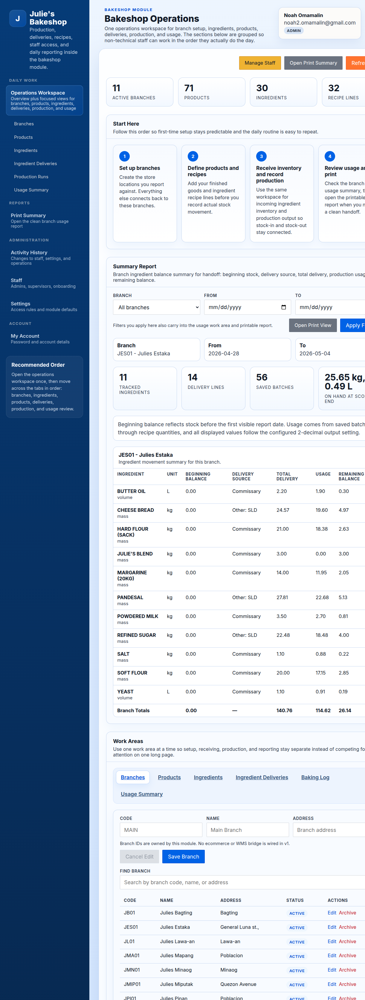 J
Julie's
Bakeshop
Production,
deliveries, recipes,
staff access, and
daily reporting inside
the bakeshop
module.
DAILY WORK
Operations Workspace
Overview plus focused views for
branches, products, ingredients,
deliveries, production, and usage
Branches
Products
Ingredients
Ingredient Deliveries
Production Runs
Usage Summary
REPORTS
Print Summary
Open the clean branch usage
report
ADMINISTRATION
Activity History
Changes to staff, settings, and
operations
Staff
Admins, supervisors, onboarding
Settings
Access rules and module defaults
ACCOUNT
My Account
Password and account details
Recommended Order
Open the operations
workspace once, then move
across the tabs in order:
branches, ingredients,
products, deliveries,
production, and usage review.
BAKESHOP MODULE
Bakeshop Operations
One operations workspace for branch setup, ingredients, products,
deliveries, production, and usage. The sections below are grouped so
non-technical staff can work in the order they actually do the day.
Noah Omamalin
noah2.omamalin@gmail.com
ADMIN
Manage Staff Open Print Summary Refre
11 71 30 32
ACTIVE BRANCHES PRODUCTS INGREDIENTS RECIPE LINES
Start Here
Follow this order so first-time setup stays predictable and the daily routine is easy to repeat.
1
Set up branches
Create the store
locations you report
against. Everything
else connects back to
these branches.
2
Define products and
recipes
Add your finished
goods and ingredient
recipe lines before you
record actual stock
movement.
3
Receive inventory
and record
production
Use the same
workspace for
incoming ingredient
inventory and
production output so
stock-in and stock-out
stay connected.
4
Review usage an
print
Check the branch
usage summary, th
open the printable
report when you n
a clean handoff.
Summary Report
Branch ingredient balance summary for handoff: beginning stock, delivery source, total delivery, production usag
remaining balance.
BRANCH FROM TO
All branches mm/dd/yyyy mm/dd/yyyy
Filters you apply here also carry into the usage work area and printable report. Open Print View Apply F
Branch From To
JES01 - Julies Estaka 2026-04-28 2026-05-04
11
TRACKED
INGREDIENTS
14
DELIVERY LINES
56
SAVED BATCHES
25.65 kg,
0.49 L
ON HAND AT SCO
END
Beginning balance reflects stock before the first visible report date. Usage comes from saved batch
through recipe quantities, and all displayed values follow the configured 2-decimal output setting.
JES01 - Julies Estaka
Ingredient movement summary for this branch.
INGREDIENT UNIT BEGINNING DELIVERY TOTAL USAGE REMAINING
BALANCE SOURCE DELIVERY BALANCE
BUTTER OIL L 0.00 Commissary 2.20 1.90 0.30
volume
CHEESE BREAD kg 0.00 Other: SLD 24.57 19.60 4.97
mass
HARD FLOUR kg 0.00 Commissary 21.00 18.38 2.63
(SACK)
mass
JULIE'S BLEND kg 0.00 Commissary 3.00 0.00 3.00
mass
MARGARINE kg 0.00 Commissary 14.00 11.95 2.05
(20KG)
mass
PANDESAL kg 0.00 Other: SLD 27.81 22.68 5.13
mass
POWDERED MILK kg 0.00 Commissary 3.50 2.70 0.81
mass
REFINED SUGAR kg 0.00 Other: SLD 22.48 18.48 4.00
mass
SALT kg 0.00 Commissary 1.10 0.88 0.22
mass
SOFT FLOUR kg 0.00 Commissary 20.00 17.15 2.85
mass
YEAST L 0.00 Commissary 1.10 0.91 0.19
volume
Branch Totals 0.00 — 140.76 114.62 26.14
Work Areas
Use one work area at a time so setup, receiving, production, and reporting stay separate instead of competing fo
attention on one long page.
Branches Products Ingredients Ingredient Deliveries Baking Log
Usage Summary
CODE NAME ADDRESS
MAIN Main Branch Branch address
Branch IDs are owned by this module. No ecommerce or WMS bridge is wired in v1.
Cancel Edit Save Branch
FIND BRANCH
Search by branch code, name, or address
CODE NAME ADDRESS STATUS ACTIONS
JB01 Julies Bagting Bagting ACTIVE Edit Archive
JES01 Julies Estaka General Luna st., ACTIVE Edit Archive
JL01 Julies Lawa-an Lawa-an ACTIVE Edit Archive
JMA01 Julies Mapang Poblacion ACTIVE Edit Archive
JMN01 Julies Minaog Minaog ACTIVE Edit Archive
JMIP01 Julies Miputak Quezon Avenue ACTIVE Edit Archive
JPI01 Julies Pinan Poblacion ACTIVE Edit Archive